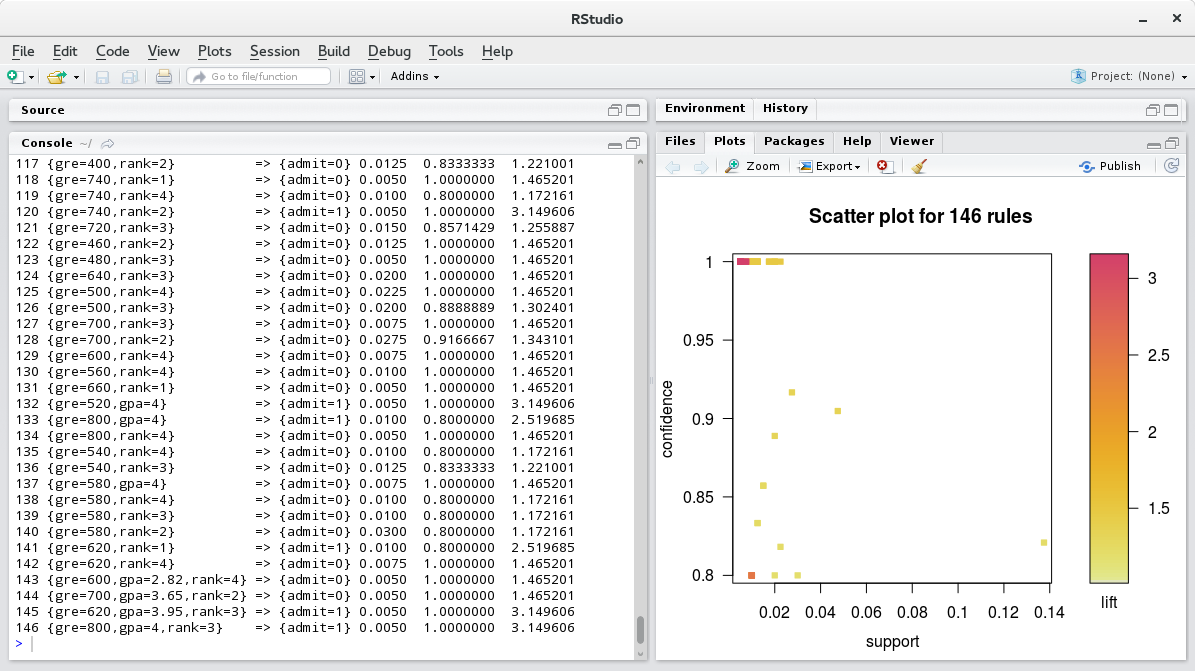 RStudio
File Edit Code View Plots Session Build Debug Tools Help
Go to file/function Addins Project: (None)
Source
Console ~/
117 {gre=400,rank=2} => {admit=0} 0.0125 0.8333333 1.221001
118 {gre=740,rank=1} => {admit=0} 0.0050 1.0000000 1.465201
119 {gre=740,rank=4} => {admit=0} 0.0100 0.8000000 1.172161
120 {gre=740,rank=2} => {admit=1} 0.0050 1.0000000 3.149606
121 {gre=720,rank=3} => {admit=0} 0.0150 0.8571429 1.255887
122 {gre=460,rank=2} => {admit=0} 0.0125 1.0000000 1.465201
123 {gre=480,rank=3} => {admit=0} 0.0050 1.0000000 1.465201
124 {gre=640,rank=3} => {admit=0} 0.0200 1.0000000 1.465201
125 {gre=500,rank=4} => {admit=0} 0.0225 1.0000000 1.465201
126 {gre=500,rank=3} => {admit=0} 0.0200 0.8888889 1.302401
127 {gre=700,rank=3} => {admit=0} 0.0075 1.0000000 1.465201
128 {gre=700,rank=2} => {admit=0} 0.0275 0.9166667 1.343101
129 {gre=600,rank=4} => {admit=0} 0.0075 1.0000000 1.465201
130 {gre=560,rank=4} => {admit=0} 0.0100 1.0000000 1.465201
131 {gre=660,rank=1} => {admit=0} 0.0050 1.0000000 1.465201
132 {gre=520,gpa=4} => {admit=1} 0.0050 1.0000000 3.149606
133 {gre=800,gpa=4} => {admit=1} 0.0100 0.8000000 2.519685
134 {gre=800,rank=4} => {admit=0} 0.0050 1.0000000 1.465201
135 {gre=540,rank=4} => {admit=0} 0.0100 0.8000000 1.172161
136 {gre=540,rank=3} => {admit=0} 0.0125 0.8333333 1.221001
137 {gre=580,gpa=4} => {admit=0} 0.0075 1.0000000 1.465201
138 {gre=580,rank=4} => {admit=0} 0.0100 0.8000000 1.172161
139 {gre=580,rank=3} => {admit=0} 0.0100 0.8000000 1.172161
140 {gre=580,rank=2} => {admit=0} 0.0300 0.8000000 1.172161
141 {gre=620,rank=1} => {admit=1} 0.0100 0.8000000 2.519685
142 {gre=620,rank=4} => {admit=0} 0.0075 1.0000000 1.465201
143 {gre=600,gpa=2.82,rank=4} => {admit=0} 0.0050 1.0000000 1.465201
144 {gre=700,gpa=3.65,rank=2} => {admit=0} 0.0050 1.0000000 1.465201
145 {gre=620,gpa=3.95,rank=3} => {admit=1} 0.0050 1.0000000 3.149606
146 {gre=800,gpa=4,rank=3} => {admit=1} 0.0050 1.0000000 3.149606
>
Environment History
Files Plots Packages Help Viewer
Zoom Export Publish
Scatter plot for 146 rules
1
0.95
0.9
0.85
0.8
confidence
0.02 0.04 0.06 0.08 0.1 0.12 0.14
support
3
2.5
2
1.5
lift